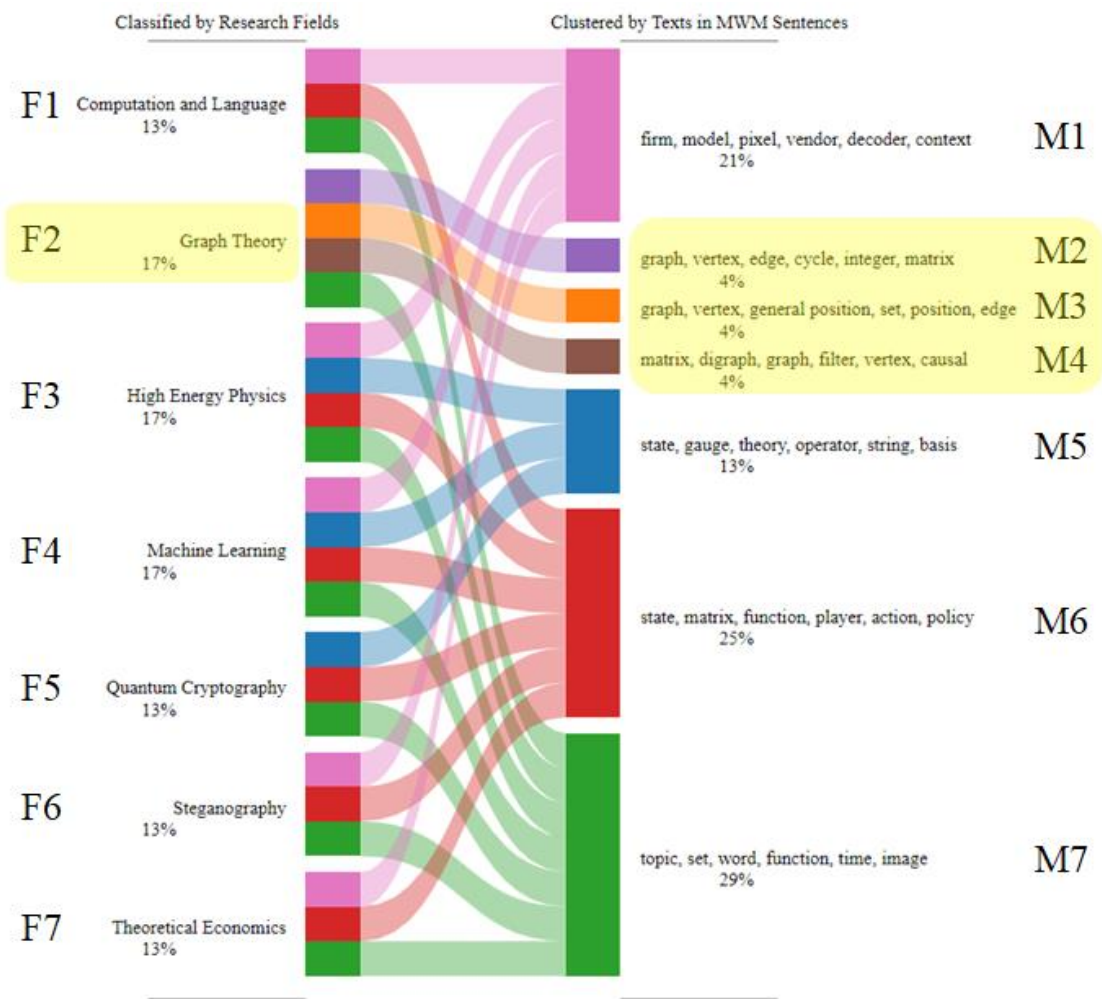 Classified by Research Fields
Clustered by Texts in MWM Sentences
F1
Computation and Language
13%
F2
Graph Theory
17%
F3
High Energy Physics
17%
F4
Machine Learning
17%
F5
Quantum Cryptography
13%
F6
Steganography
13%
F7
Theoretical Economics
13%
firm, model, pixel, vendor, decoder, context
21%
M1
graph, vertex, edge, cycle, integer, matrix
4%
M2
graph, vertex, general position, set, position, edge
4%
M3
matrix, digraph, graph, filter, vertex, causal
4%
M4
state, gauge, theory, operator, string, basis
13%
M5
state, matrix, function, player, action, policy
25%
M6
topic, set, word, function, time, image
29%
M7